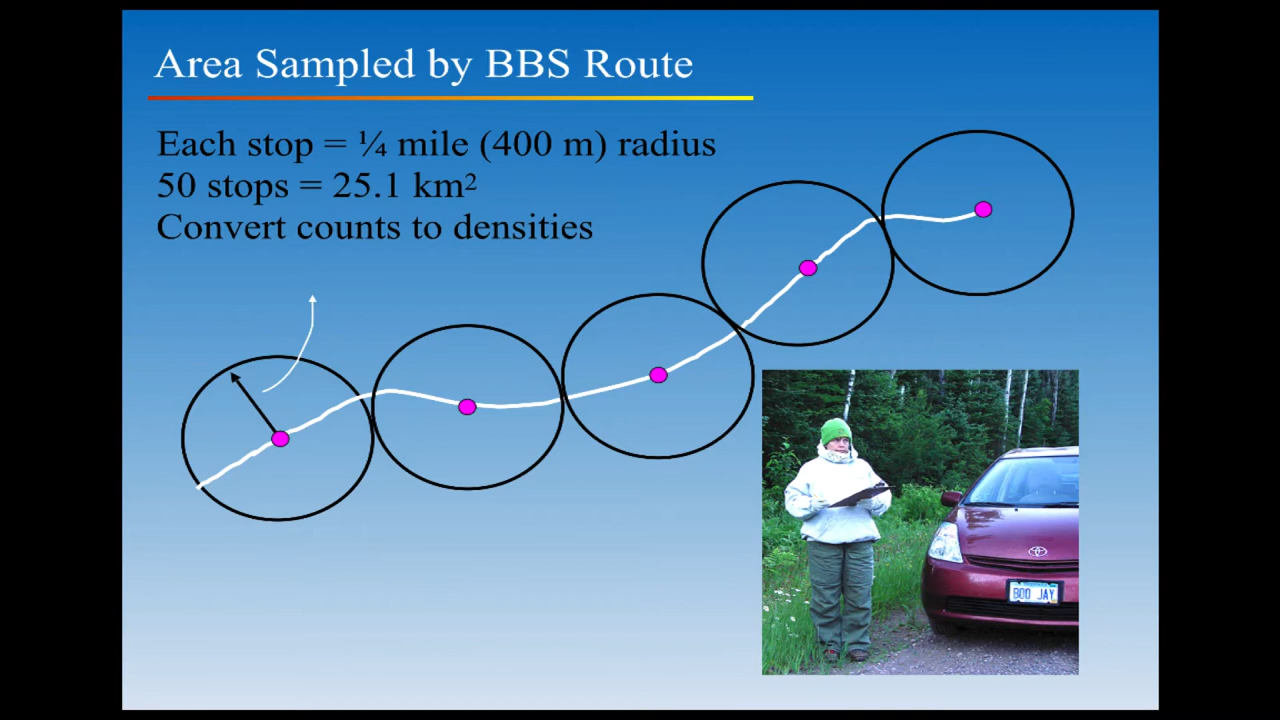 Area Sampled by BBS Route
Each stop = ¼ mile (400 m) radius
50 stops = 25.1 km²
Convert counts to densities
BOO JAY